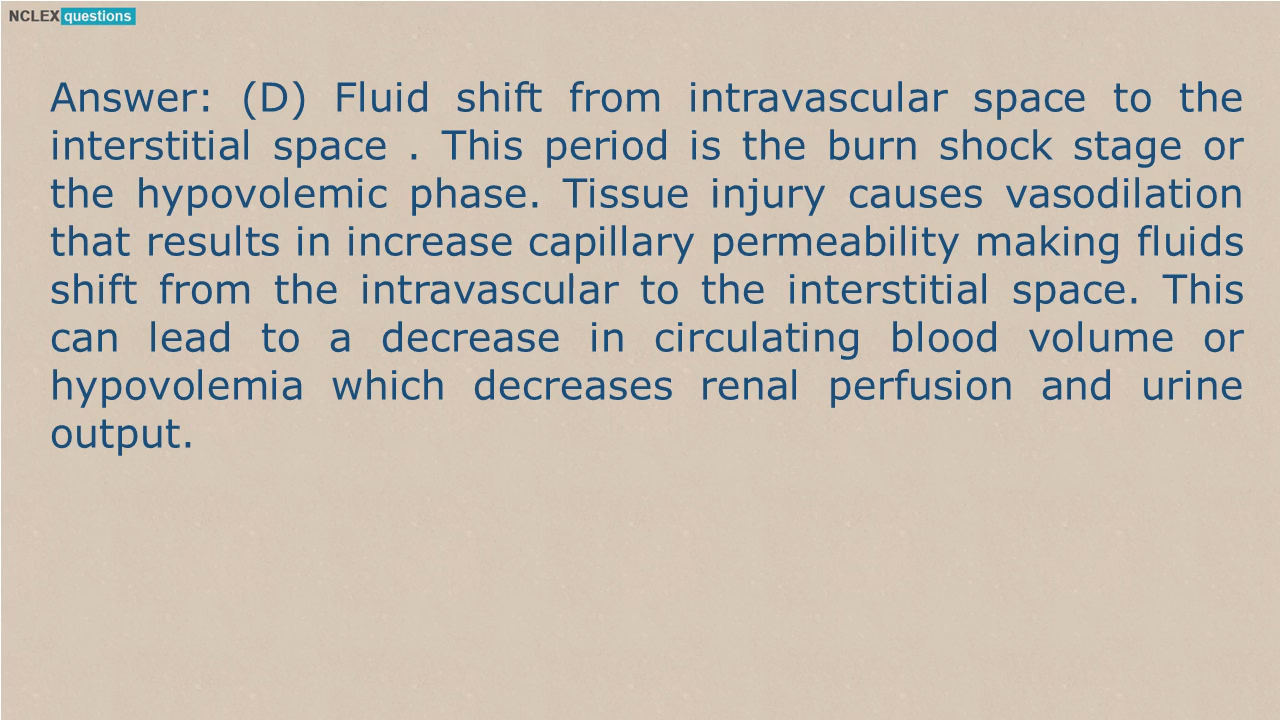 NCLEX questions
Answer: (D) Fluid shift from intravascular space to the
interstitial space . This period is the burn shock stage or
the hypovolemic phase. Tissue injury causes vasodilation
that results in increase capillary permeability making fluids
shift from the intravascular to the interstitial space. This
can lead to a decrease in circulating blood volume or
hypovolemia which decreases renal perfusion and urine
output.